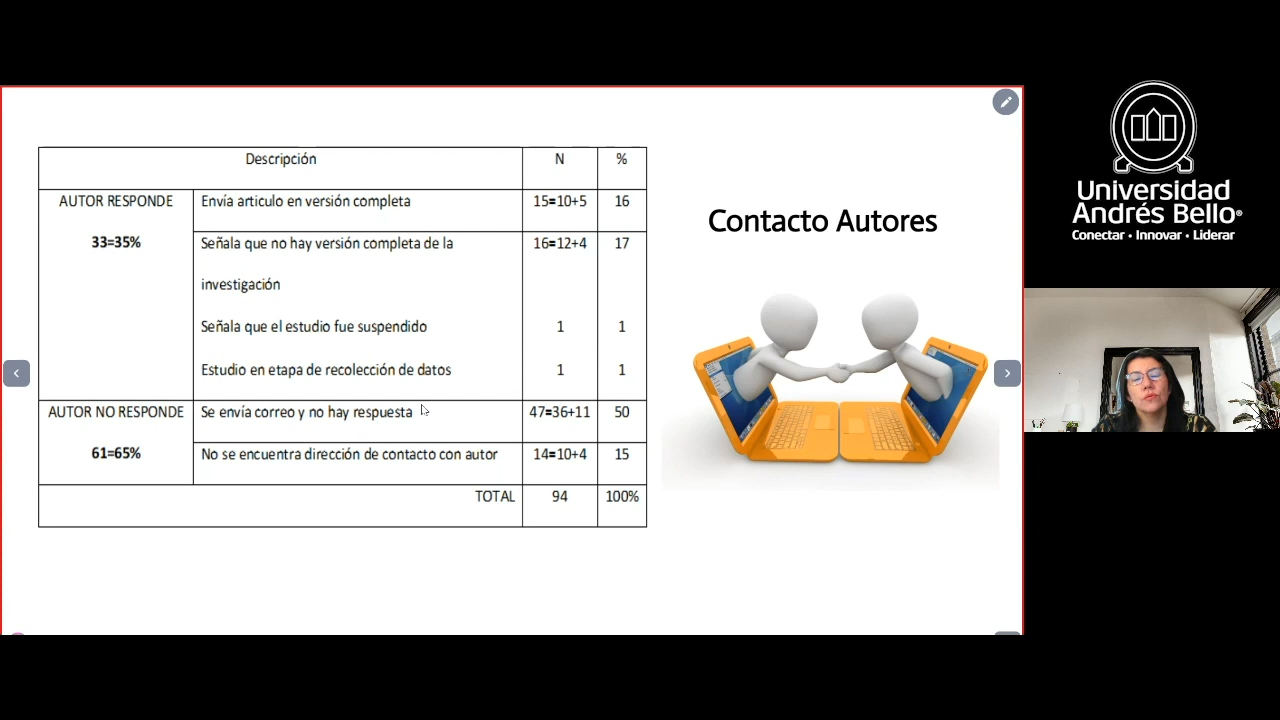 Descripción N %
AUTOR RESPONDE Envía articulo en versión completa 15=10+5 16
33=35% Señala que no hay versión completa de la 16=12+4 17
investigación
Señala que el estudio fue suspendido 1 1
Estudio en etapa de recolección de datos 1 1
AUTOR NO RESPONDE Se envía correo y no hay respuesta 47=36+11 50
61=65% No se encuentra dirección de contacto con autor 14=10+4 15
TOTAL 94 100%
Contacto Autores
Universidad
Andrés Bello®
Conectar • Innovar • Liderar